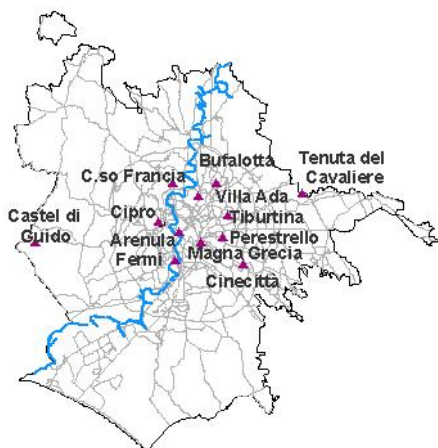 Bufalotta
Tenuta del
Cavaliere
C.so Francia
Villa Ada
Cipro
Tiburtina
Castel di
Guido
Arenula
Perestrello
Fermi
Magna Grecia
Cinecittà